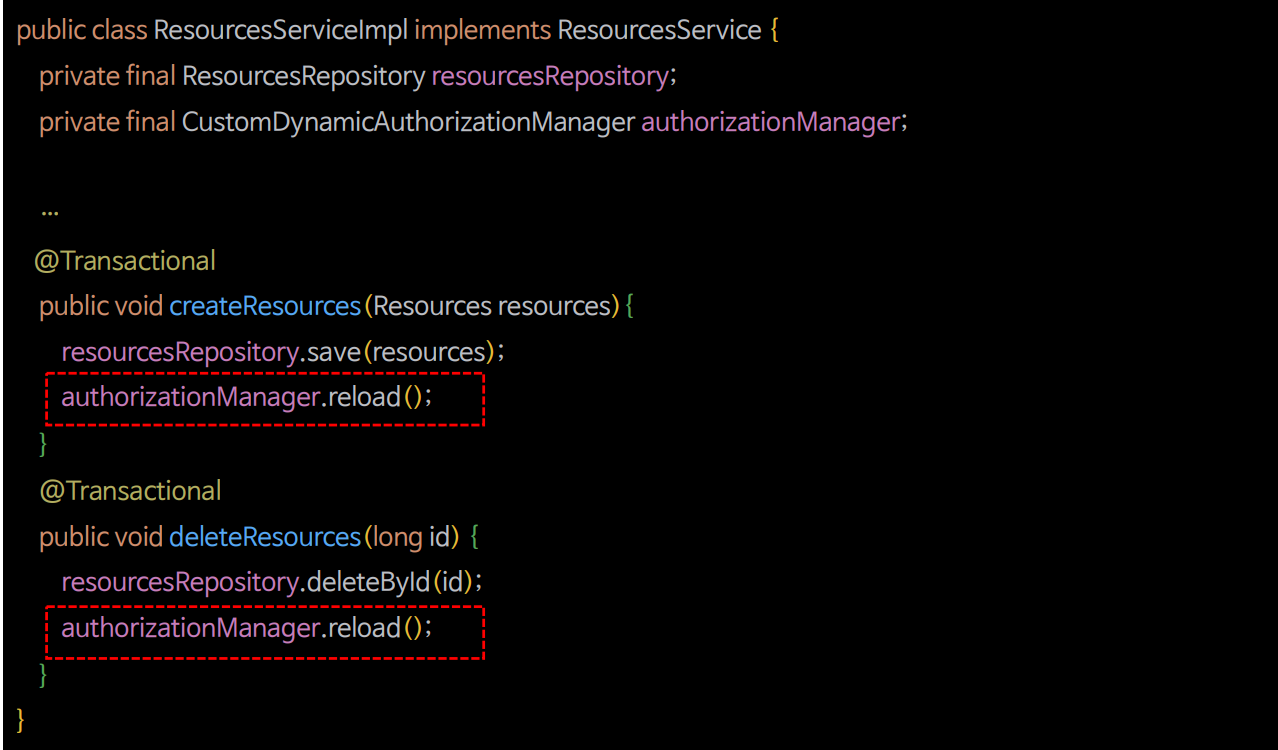 public class ResourcesServiceImpl implements ResourcesService {
private final ResourcesRepository resourcesRepository;
private final CustomDynamicAuthorizationManager authorizationManager;
...
@Transactional
public void createResources(Resources resources){
resourcesRepository.save(resources);
authorizationManager.reload();
}
@Transactional
public void deleteResources(long id) {
resourcesRepository.deleteById(id);
authorizationManager.reload();
}
}